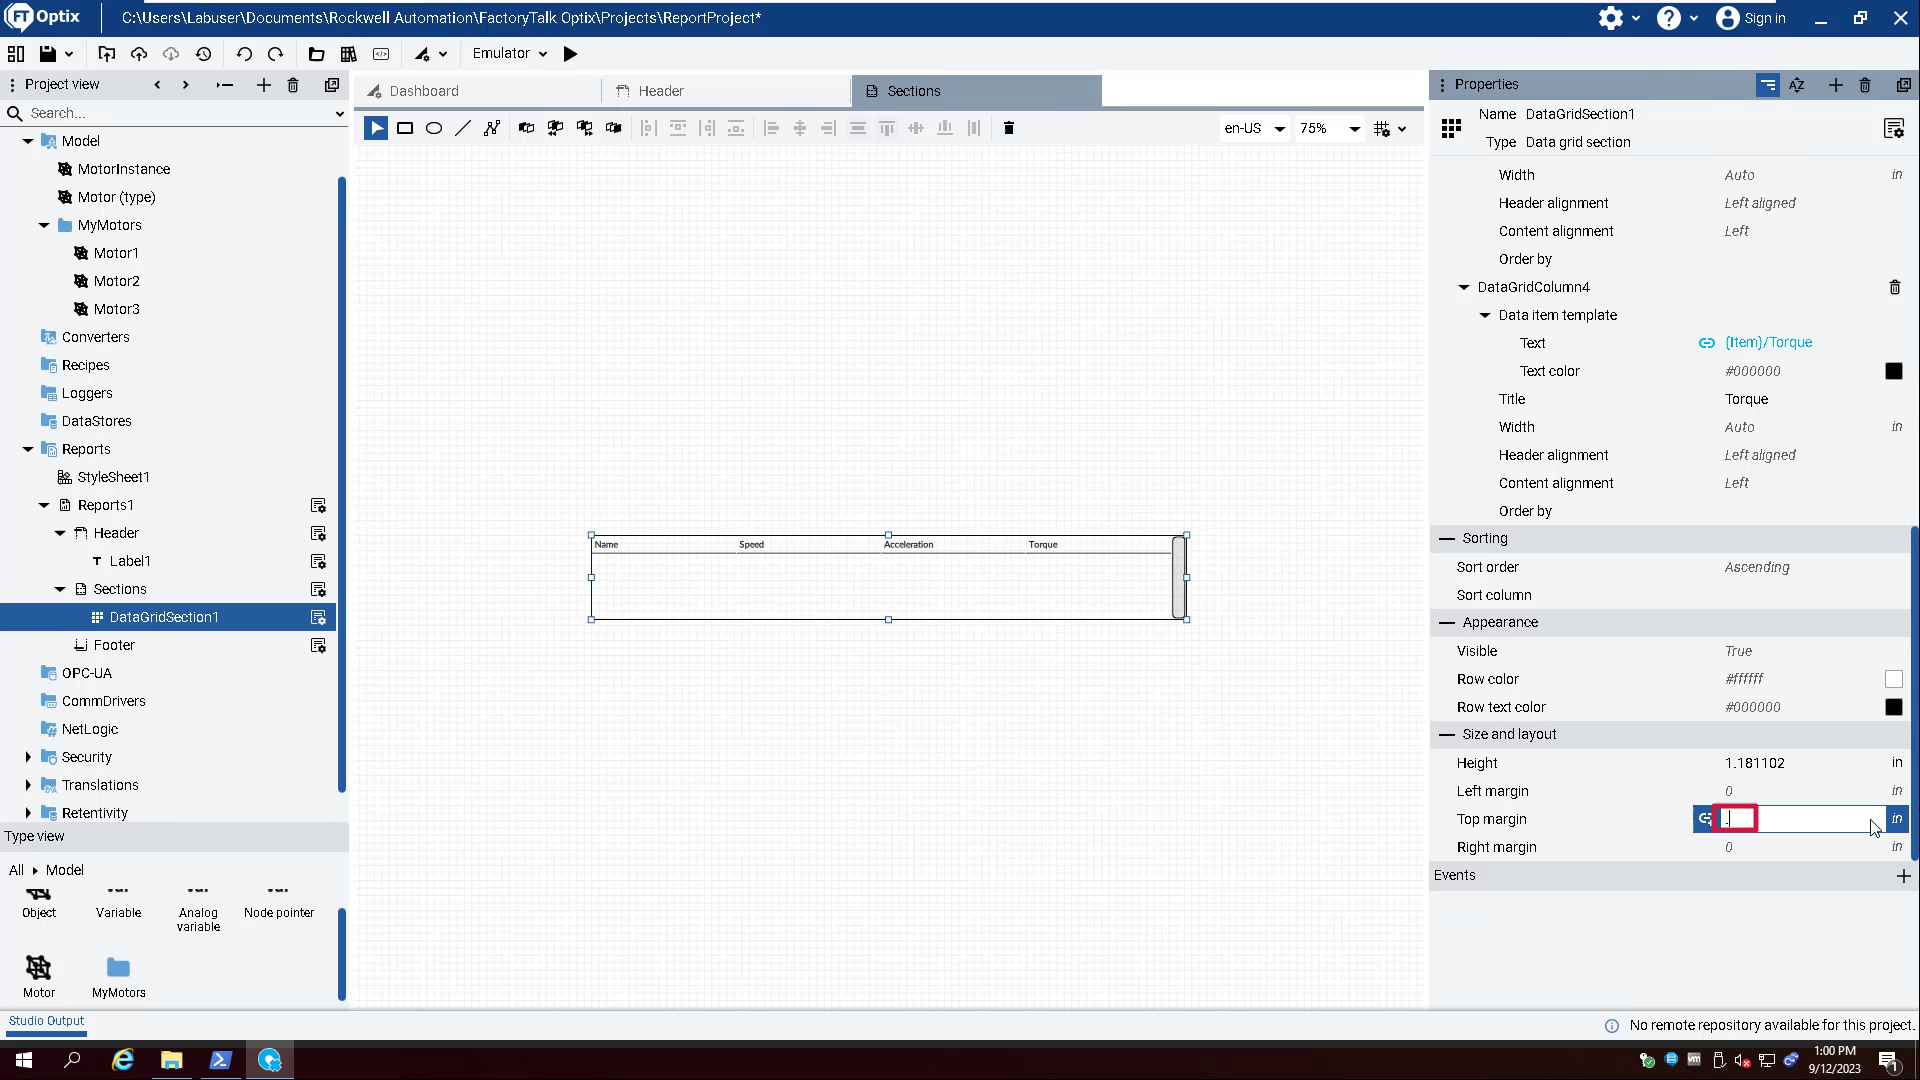 FT Optix
C:\Users\Labuser\Documents\Rockwell Automation\FactoryTalk Optix\Projects\ReportProject*
Sign in
Emulator
Project view
Search...
Model
MotorInstance
Motor (type)
MyMotors
Motor1
Motor2
Motor3
Converters
Recipes
Loggers
DataStores
Reports
StyleSheet1
Reports1
Header
Label1
Sections
DataGridSection1
Footer
OPC-UA
CommDrivers
NetLogic
Security
Translations
Retentivity
Type view
All Model
Object
Variable
Analog variable
Node pointer
Motor
MyMotors
Studio Output
Dashboard
Header
Sections
en-US
75%
Name Speed Acceleration Torque
Properties
Name DataGridSection1
Type Data grid section
Width Auto in
Header alignment Left aligned
Content alignment Left
Order by
DataGridColumn4
Data item template
Text {Item}/Torque
Text color #000000
Title Torque
Width Auto in
Header alignment Left aligned
Content alignment Left
Order by
Sorting
Sort order Ascending
Sort column
Appearance
Visible True
Row color #ffffff
Row text color #000000
Size and layout
Height 1.181102 in
Left margin 0 in
Top margin . in
Right margin 0 in
Events
No remote repository available for this project.
1:00 PM
9/12/2023